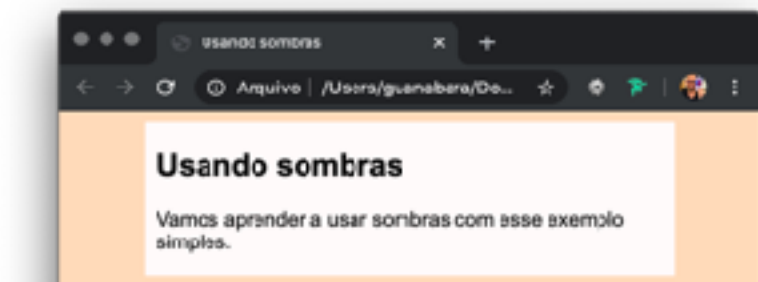 Usando sombras
Arquivo | /Users/guanabara/Do...
Usando sombras
Vamos aprender a usar sombras com esse exemplo
simples.